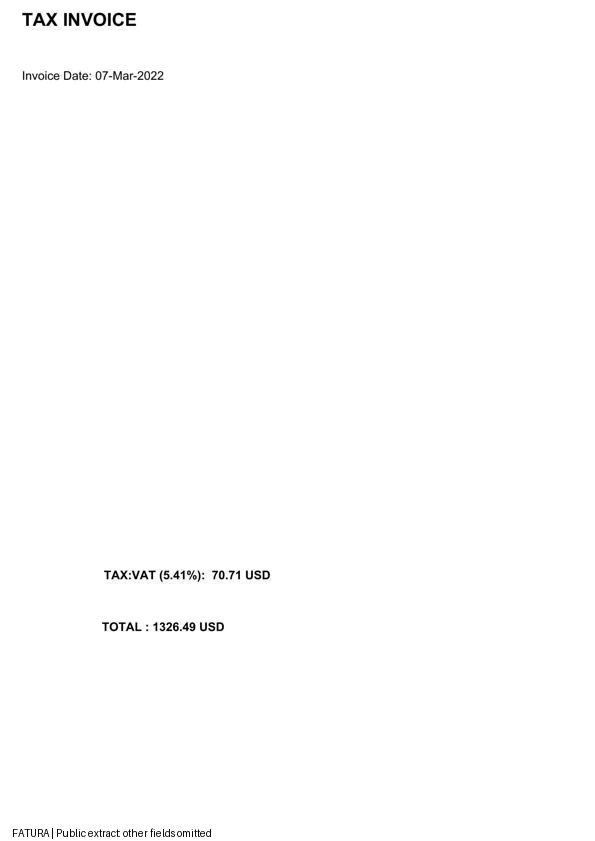 TAX INVOICE
Invoice Date: 07-Mar-2022
TAX:VAT (5.41%): 70.71 USD
TOTAL : 1326.49 USD
FATURA | Public extract: other fields omitted